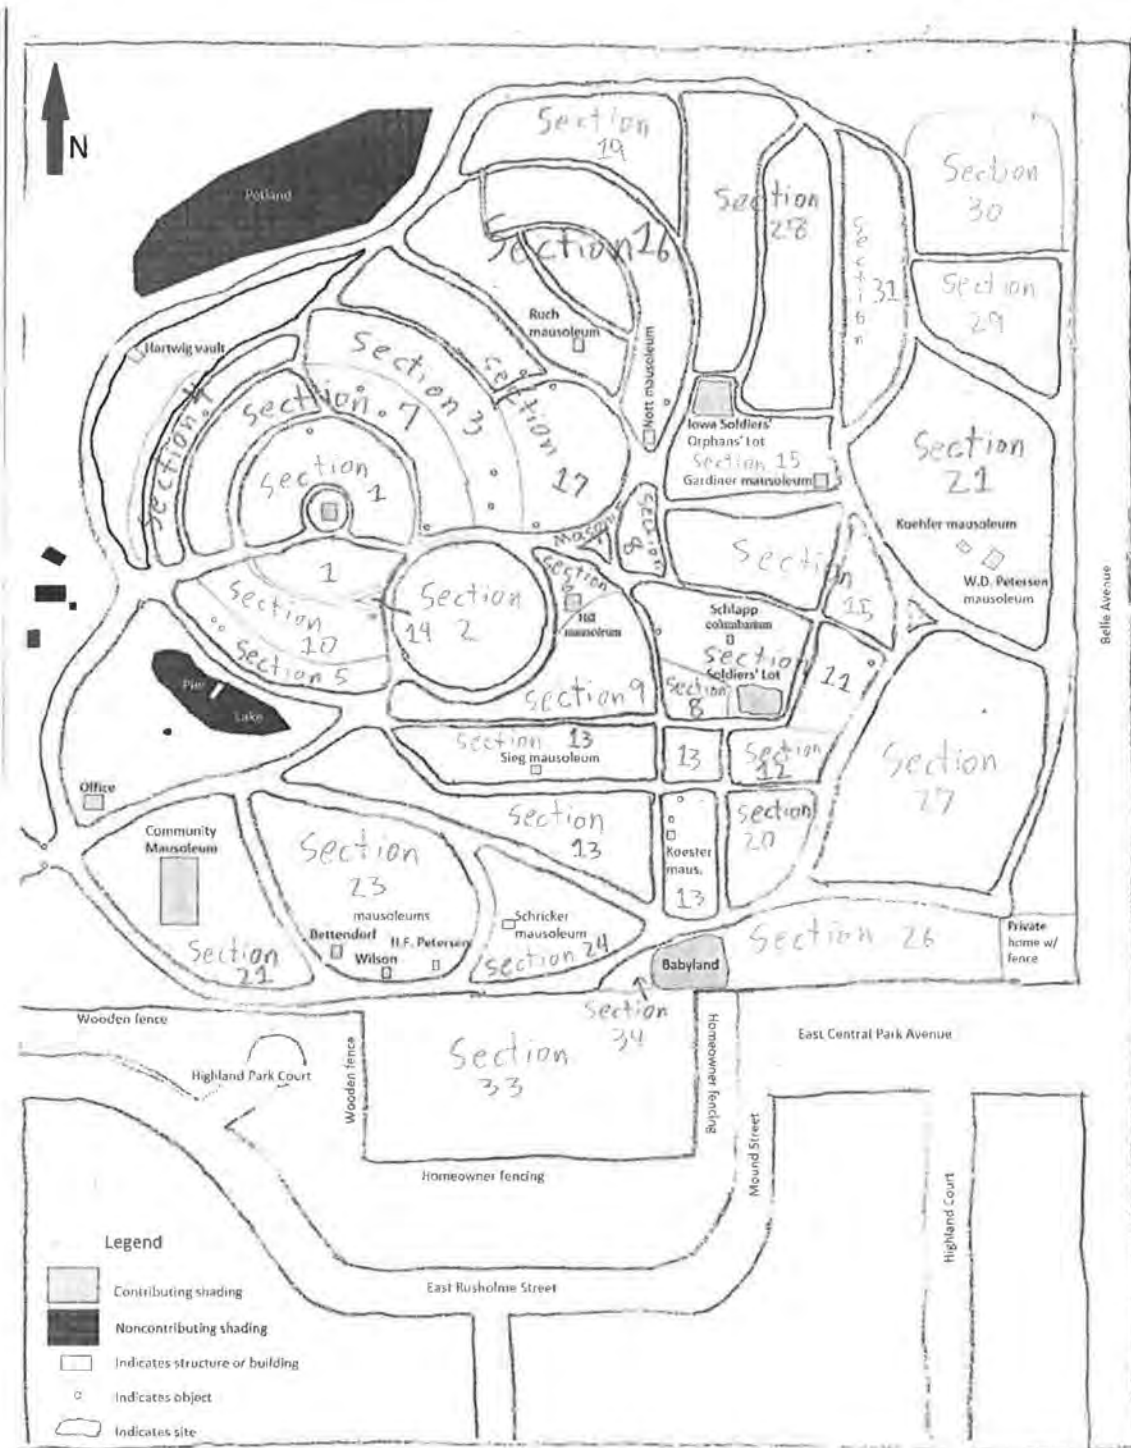 N
Petland
Section
19
Section
28
Section
30
Section 16
Section
31
Section
29
Ruch
mausoleum
Hartwig vault
Nott mausoleum
Section 4
Section 7
Section 3
Section
17
Section
1
Iowa Soldiers'
Orphans' Lot
Section 15
Gardiner mausoleum
Section
21
Koehler mausoleum
W.D. Petersen
mausoleum
Belle Avenue
Masonic
Section
8
Section
15
1
Section
10
14
Section
2
Section
Hill
mausoleum
Schlapp
columbarium
Section
11
Section 5
Soldiers' Lot
Section
8
Section 9
Pier
Lake
Section 13
Sieg mausoleum
13
Section
12
Section
27
Office
Community
Mausoleum
Section
13
Section
20
Koester
maus.
13
Section
23
mausoleums
Bettendorf
H.F. Petersen
Wilson
Schricker
mausoleum
Section 24
Section
21
Babyland
Section 26
Private
home w/
fence
Section
34
Wooden fence
Section
33
Wooden fence
Homeowner fencing
East Central Park Avenue
Highland Park Court
Homeowner fencing
Mound Street
Highland Court
East Rusholme Street
Legend
Contributing shading
Noncontributing shading
Indicates structure or building
Indicates object
Indicates site